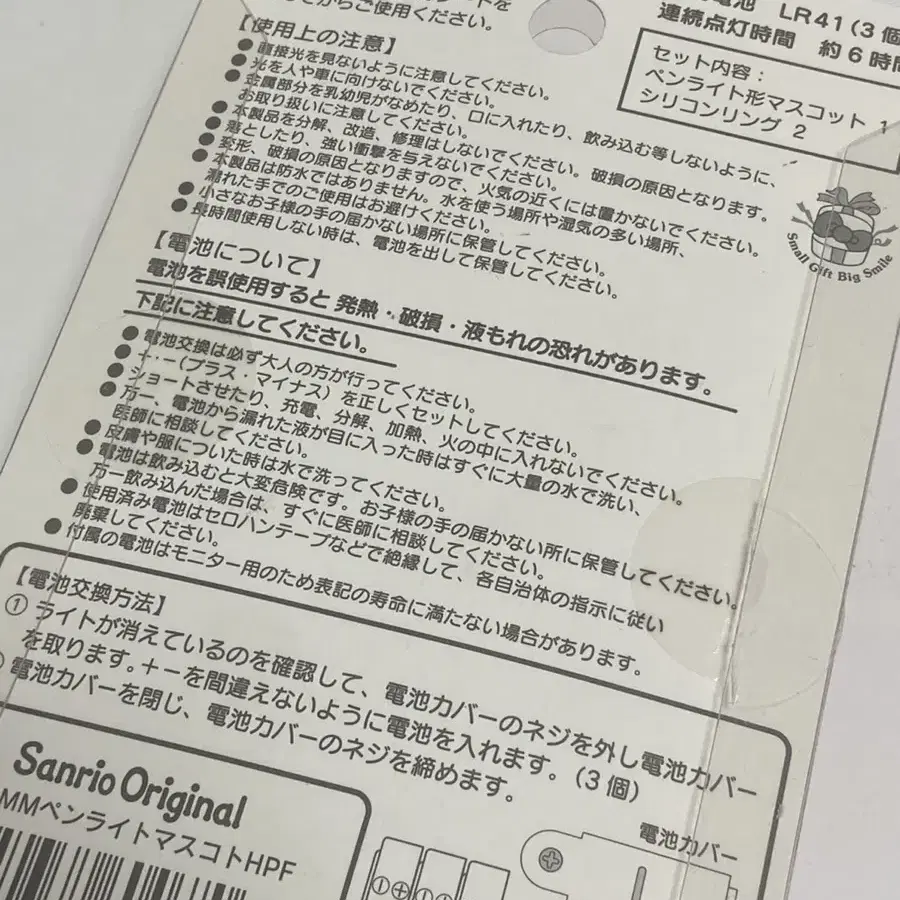 てからご使用ください。
電池 LR41(3個
連続点灯時間 約6時間
【使用上の注意】
●直接光を見ないように注意してください。
●光を人や車に向けないでください。
●金属部分を乳幼児がなめたり、口に入れたり、飲み込む等しないように、
お取り扱いに注意してください。
●本製品を分解、改造、修理はしないでください。破損の原因となります。
●落としたり、強い衝撃を与えないでください。
●変形、破損の原因となりますので、火気の近くには置かないでください。
●本製品は防水ではありません。水を使う場所や湿気の多い場所、
濡れた手でのご使用はお避けください。
●小さなお子様の手の届かない場所に保管してください。
●長時間使用しない時は、電池を出して保管してください。
セット内容:
ペンライト形マスコット 1
シリコンリング 2
Small Gift Big Smile
【電池について】
電池を誤使用すると発熱・破損・液もれの恐れがあります。
下記に注意してください。
●電池交換は必ず大人の方が行ってください。
●+・-(プラス・マイナス)を正しくセットしてください。
●ショートさせたり、充電、分解、加熱、火の中に入れないでください。
●万一、電池から漏れた液が目に入った時はすぐに大量の水で洗い、
医師に相談してください。
●皮膚や服についた時は水で洗ってください。
●電池は飲み込むと大変危険です。お子様の手の届かない所に保管してください。
万一飲み込んだ場合は、すぐに医師に相談してください。
●使用済み電池はセロハンテープなどで絶縁して、各自治体の指示に従い
廃棄してください。
●付属の電池はモニター用のため表記の寿命に満たない場合があります。
【電池交換方法】
① ライトが消えているのを確認して、電池カバーのネジを外し電池カバー
を取ります。+-を間違えないように電池を入れます。(3個)
電池カバーを閉じ、電池カバーのネジを締めます。
Sanrio Original
MMペンライトマスコトHPF
電池カバー